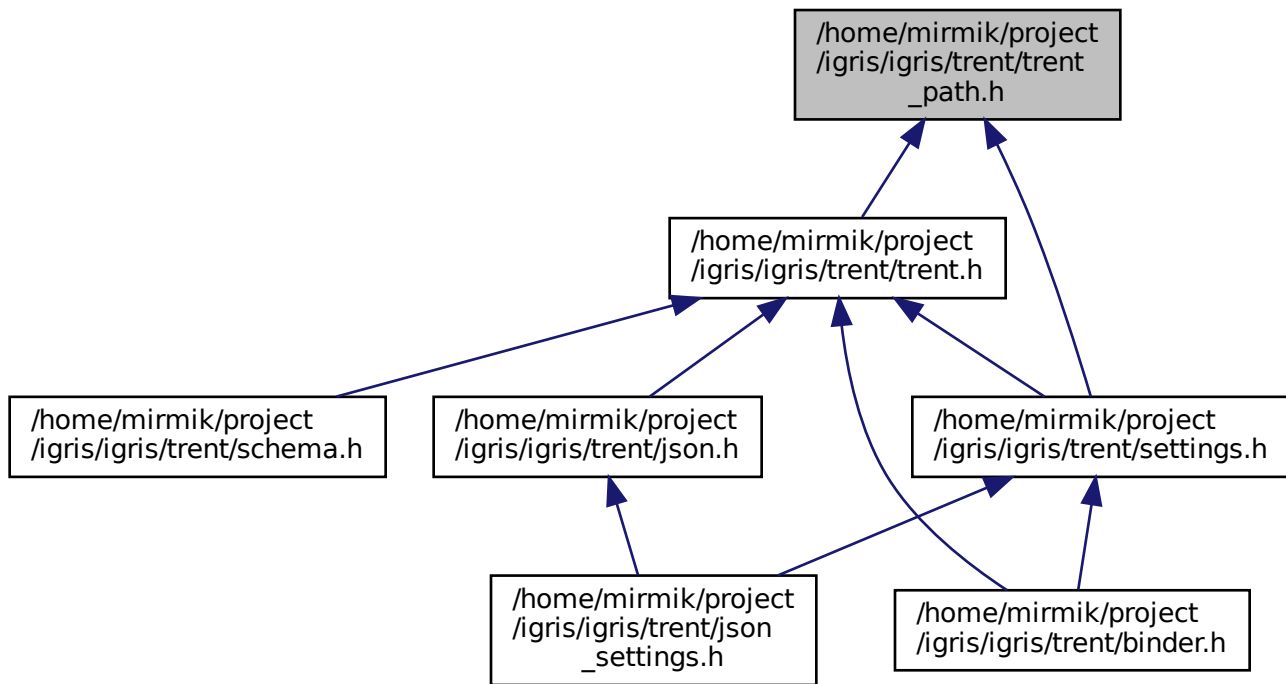 /home/mirmik/project
/igris/igris/trent/trent
_path.h
/home/mirmik/project
/igris/igris/trent/trent.h
/home/mirmik/project
/igris/igris/trent/schema.h
/home/mirmik/project
/igris/igris/trent/json.h
/home/mirmik/project
/igris/igris/trent/settings.h
/home/mirmik/project
/igris/igris/trent/json
_settings.h
/home/mirmik/project
/igris/igris/trent/binder.h